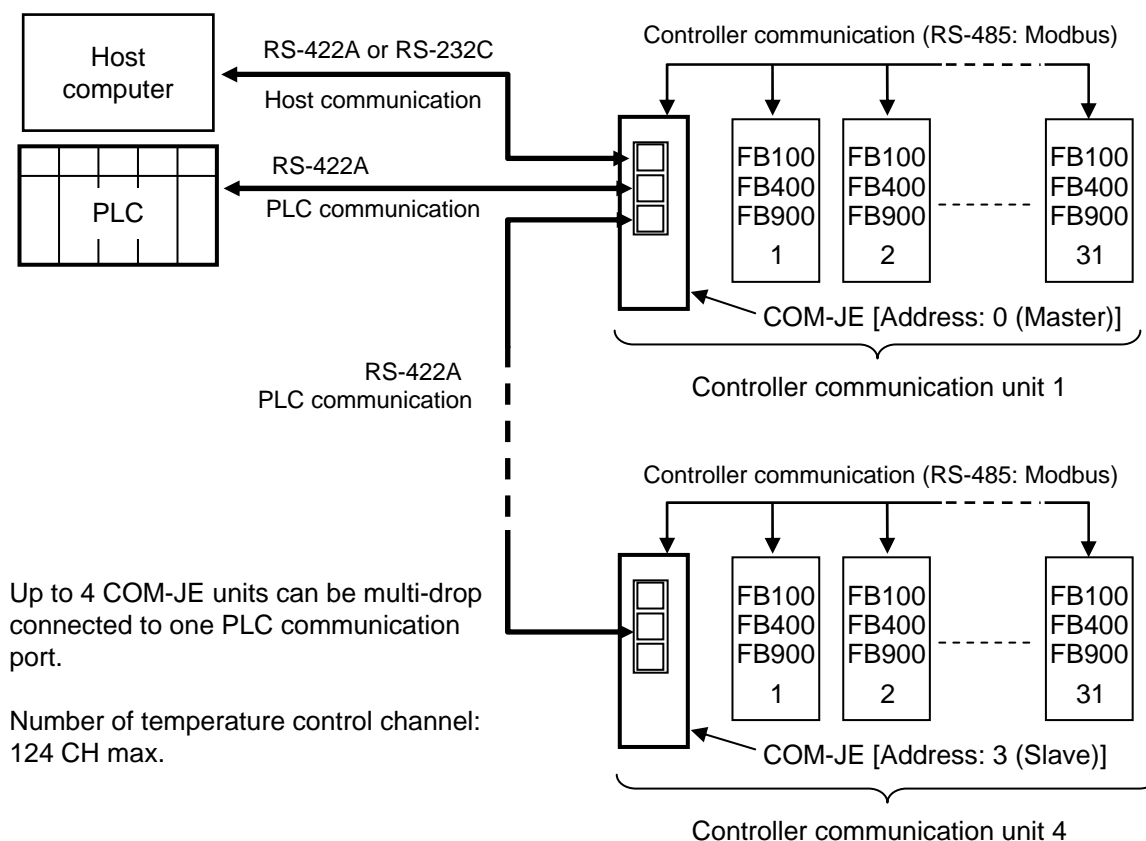 Host
computer
RS-422A or RS-232C
Host communication
Controller communication (RS-485: Modbus)
PLC
RS-422A
PLC communication
FB100
FB400
FB900
1
FB100
FB400
FB900
2
FB100
FB400
FB900
31
COM-JE [Address: 0 (Master)]
Controller communication unit 1
RS-422A
PLC communication
Controller communication (RS-485: Modbus)
Up to 4 COM-JE units can be multi-drop
connected to one PLC communication
port.
Number of temperature control channel:
124 CH max.
FB100
FB400
FB900
1
FB100
FB400
FB900
2
FB100
FB400
FB900
31
COM-JE [Address: 3 (Slave)]
Controller communication unit 4